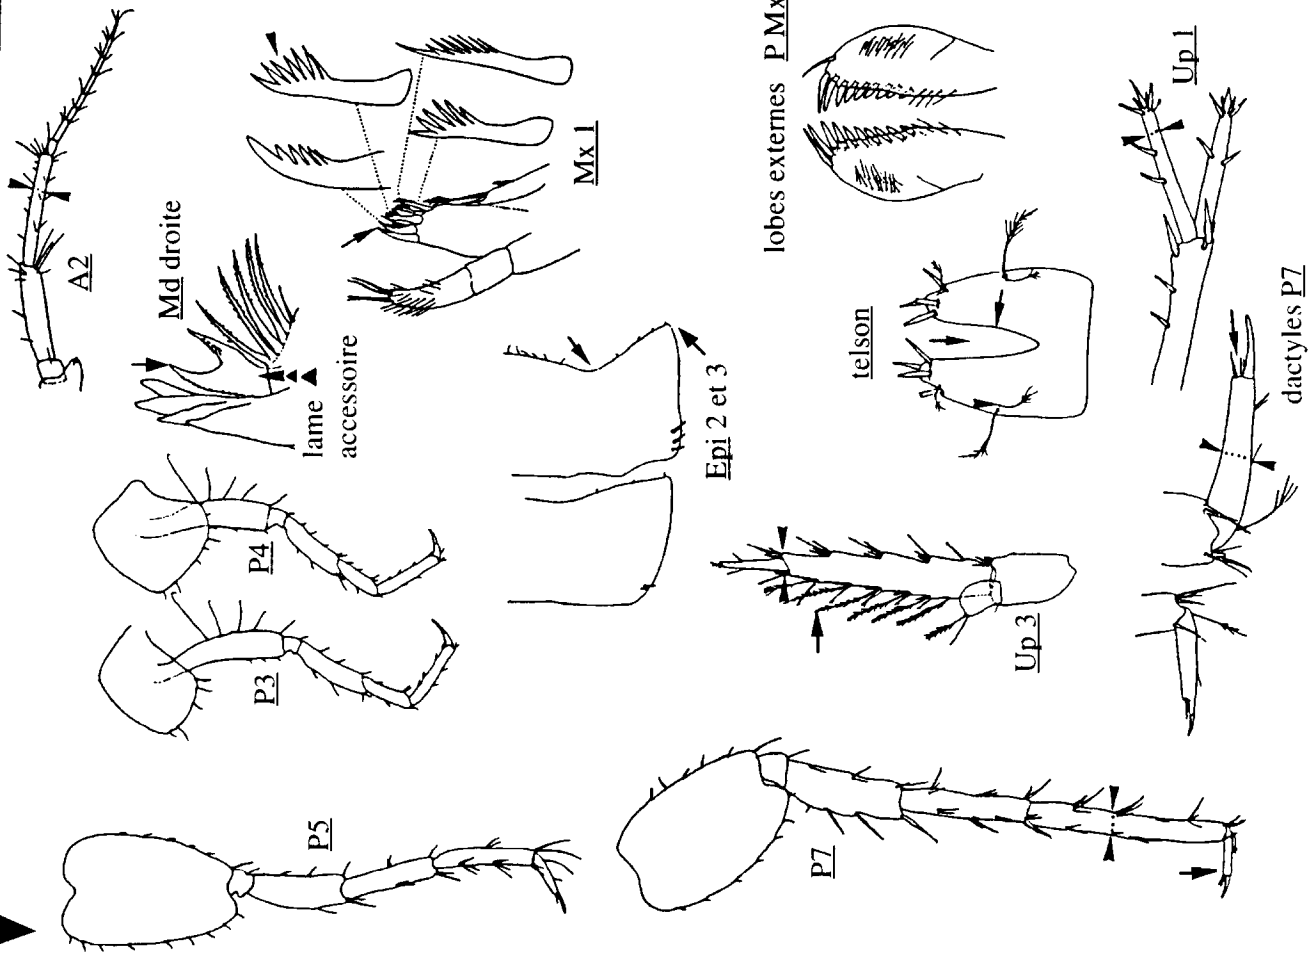 A2
Md droite
lame
accessoire
Mx 1
P4
P3
Epi 2 et 3
lobes externes P Mx
telson
Up 1
P5
P7
Up 3
dactyles P7